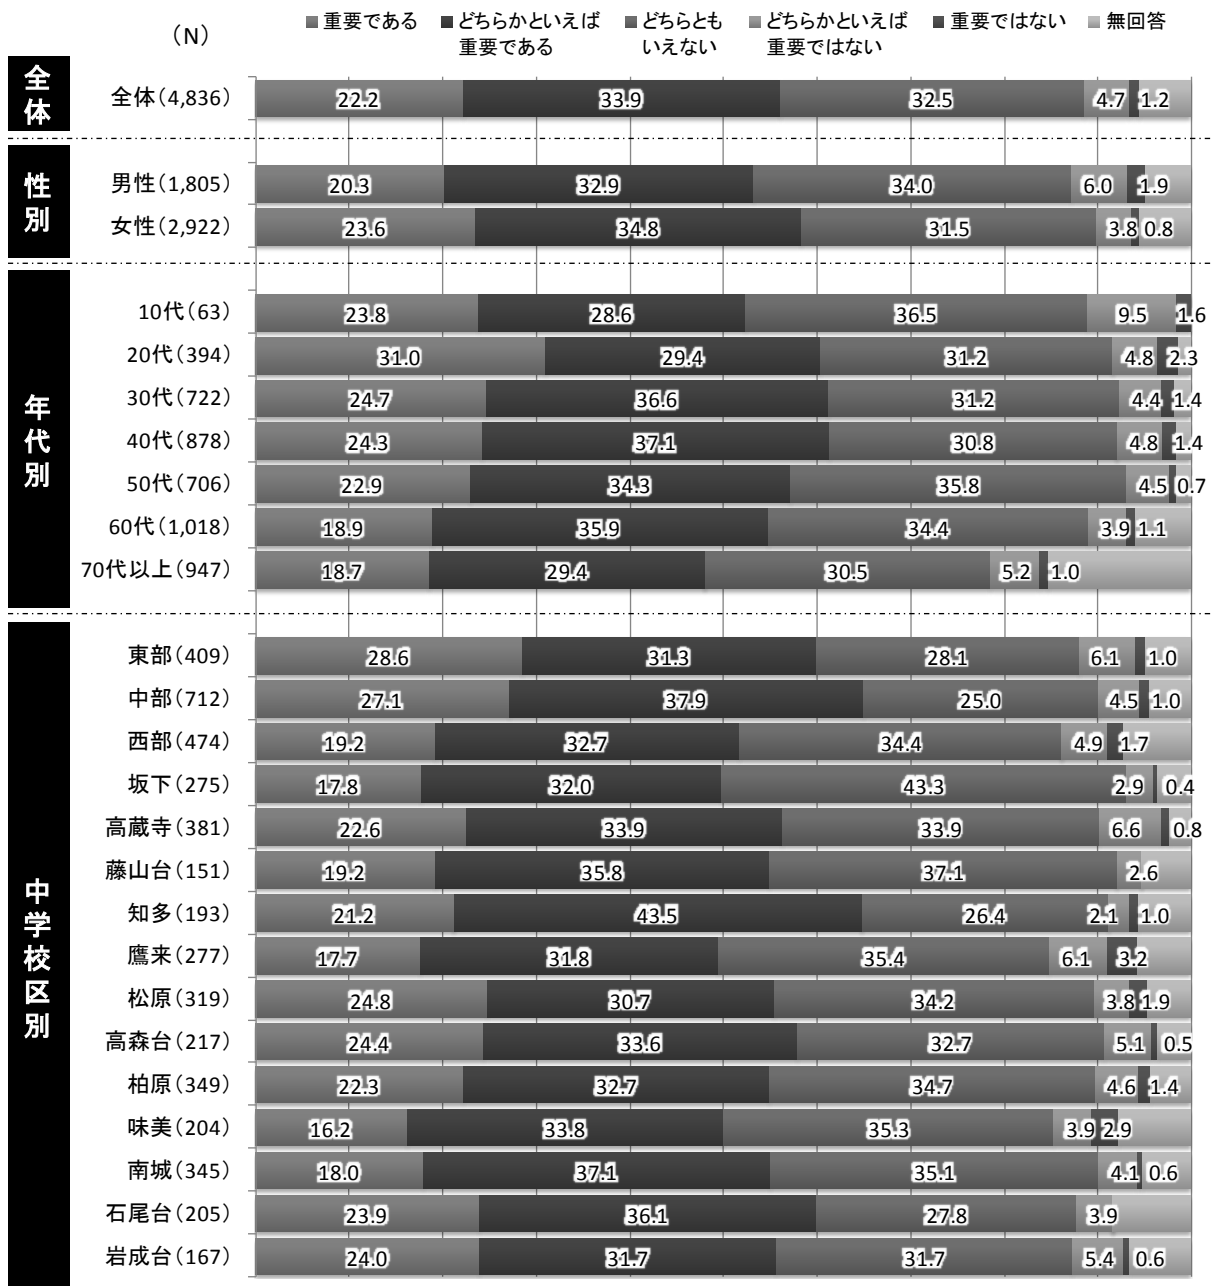 (N)
重要である
どちらかといえば
重要である
どちらとも
いえない
どちらかといえば
重要ではない
重要ではない
無回答
全体
全体(4,836) 22.2 33.9 32.5 4.7 1.2
性別
男性(1,805) 20.3 32.9 34.0 6.0 1.9
女性(2,922) 23.6 34.8 31.5 3.8 0.8
年代別
10代(63) 23.8 28.6 36.5 9.5 1.6
20代(394) 31.0 29.4 31.2 4.8 2.3
30代(722) 24.7 36.6 31.2 4.4 1.4
40代(878) 24.3 37.1 30.8 4.8 1.4
50代(706) 22.9 34.3 35.8 4.5 0.7
60代(1,018) 18.9 35.9 34.4 3.9 1.1
70代以上(947) 18.7 29.4 30.5 5.2 1.0
中学校区別
東部(409) 28.6 31.3 28.1 6.1 1.0
中部(712) 27.1 37.9 25.0 4.5 1.0
西部(474) 19.2 32.7 34.4 4.9 1.7
坂下(275) 17.8 32.0 43.3 2.9 0.4
高蔵寺(381) 22.6 33.9 33.9 6.6 0.8
藤山台(151) 19.2 35.8 37.1 2.6
知多(193) 21.2 43.5 26.4 2.1 1.0
鷹来(277) 17.7 31.8 35.4 6.1 3.2
松原(319) 24.8 30.7 34.2 3.8 1.9
高森台(217) 24.4 33.6 32.7 5.1 0.5
柏原(349) 22.3 32.7 34.7 4.6 1.4
味美(204) 16.2 33.8 35.3 3.9 2.9
南城(345) 18.0 37.1 35.1 4.1 0.6
石尾台(205) 23.9 36.1 27.8 3.9
岩成台(167) 24.0 31.7 31.7 5.4 0.6